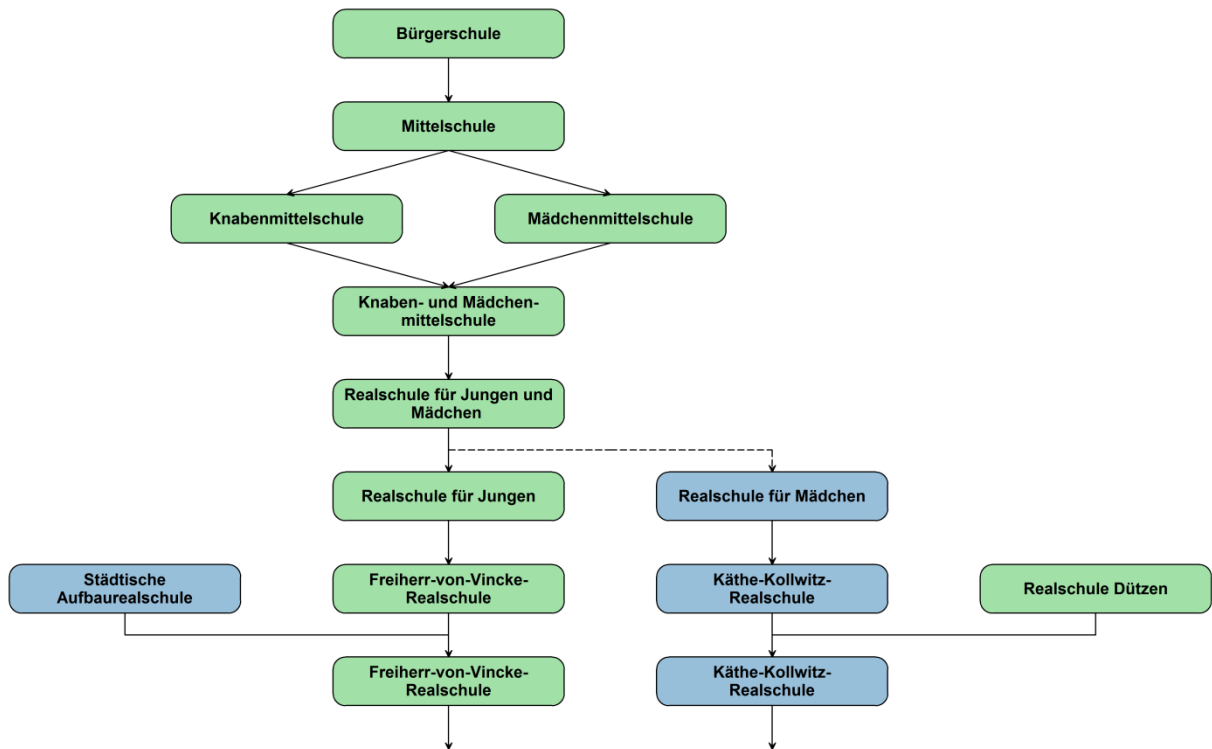 Bürgerschule
Mittelschule
Knabenmittelschule
Mädchenmittelschule
Knaben- und Mädchen-
mittelschule
Realschule für Jungen und
Mädchen
Realschule für Jungen
Realschule für Mädchen
Städtische
Aufbaurealschule
Freiherr-von-Vincke-
Realschule
Käthe-Kollwitz-
Realschule
Realschule Dützen
Freiherr-von-Vincke-
Realschule
Käthe-Kollwitz-
Realschule